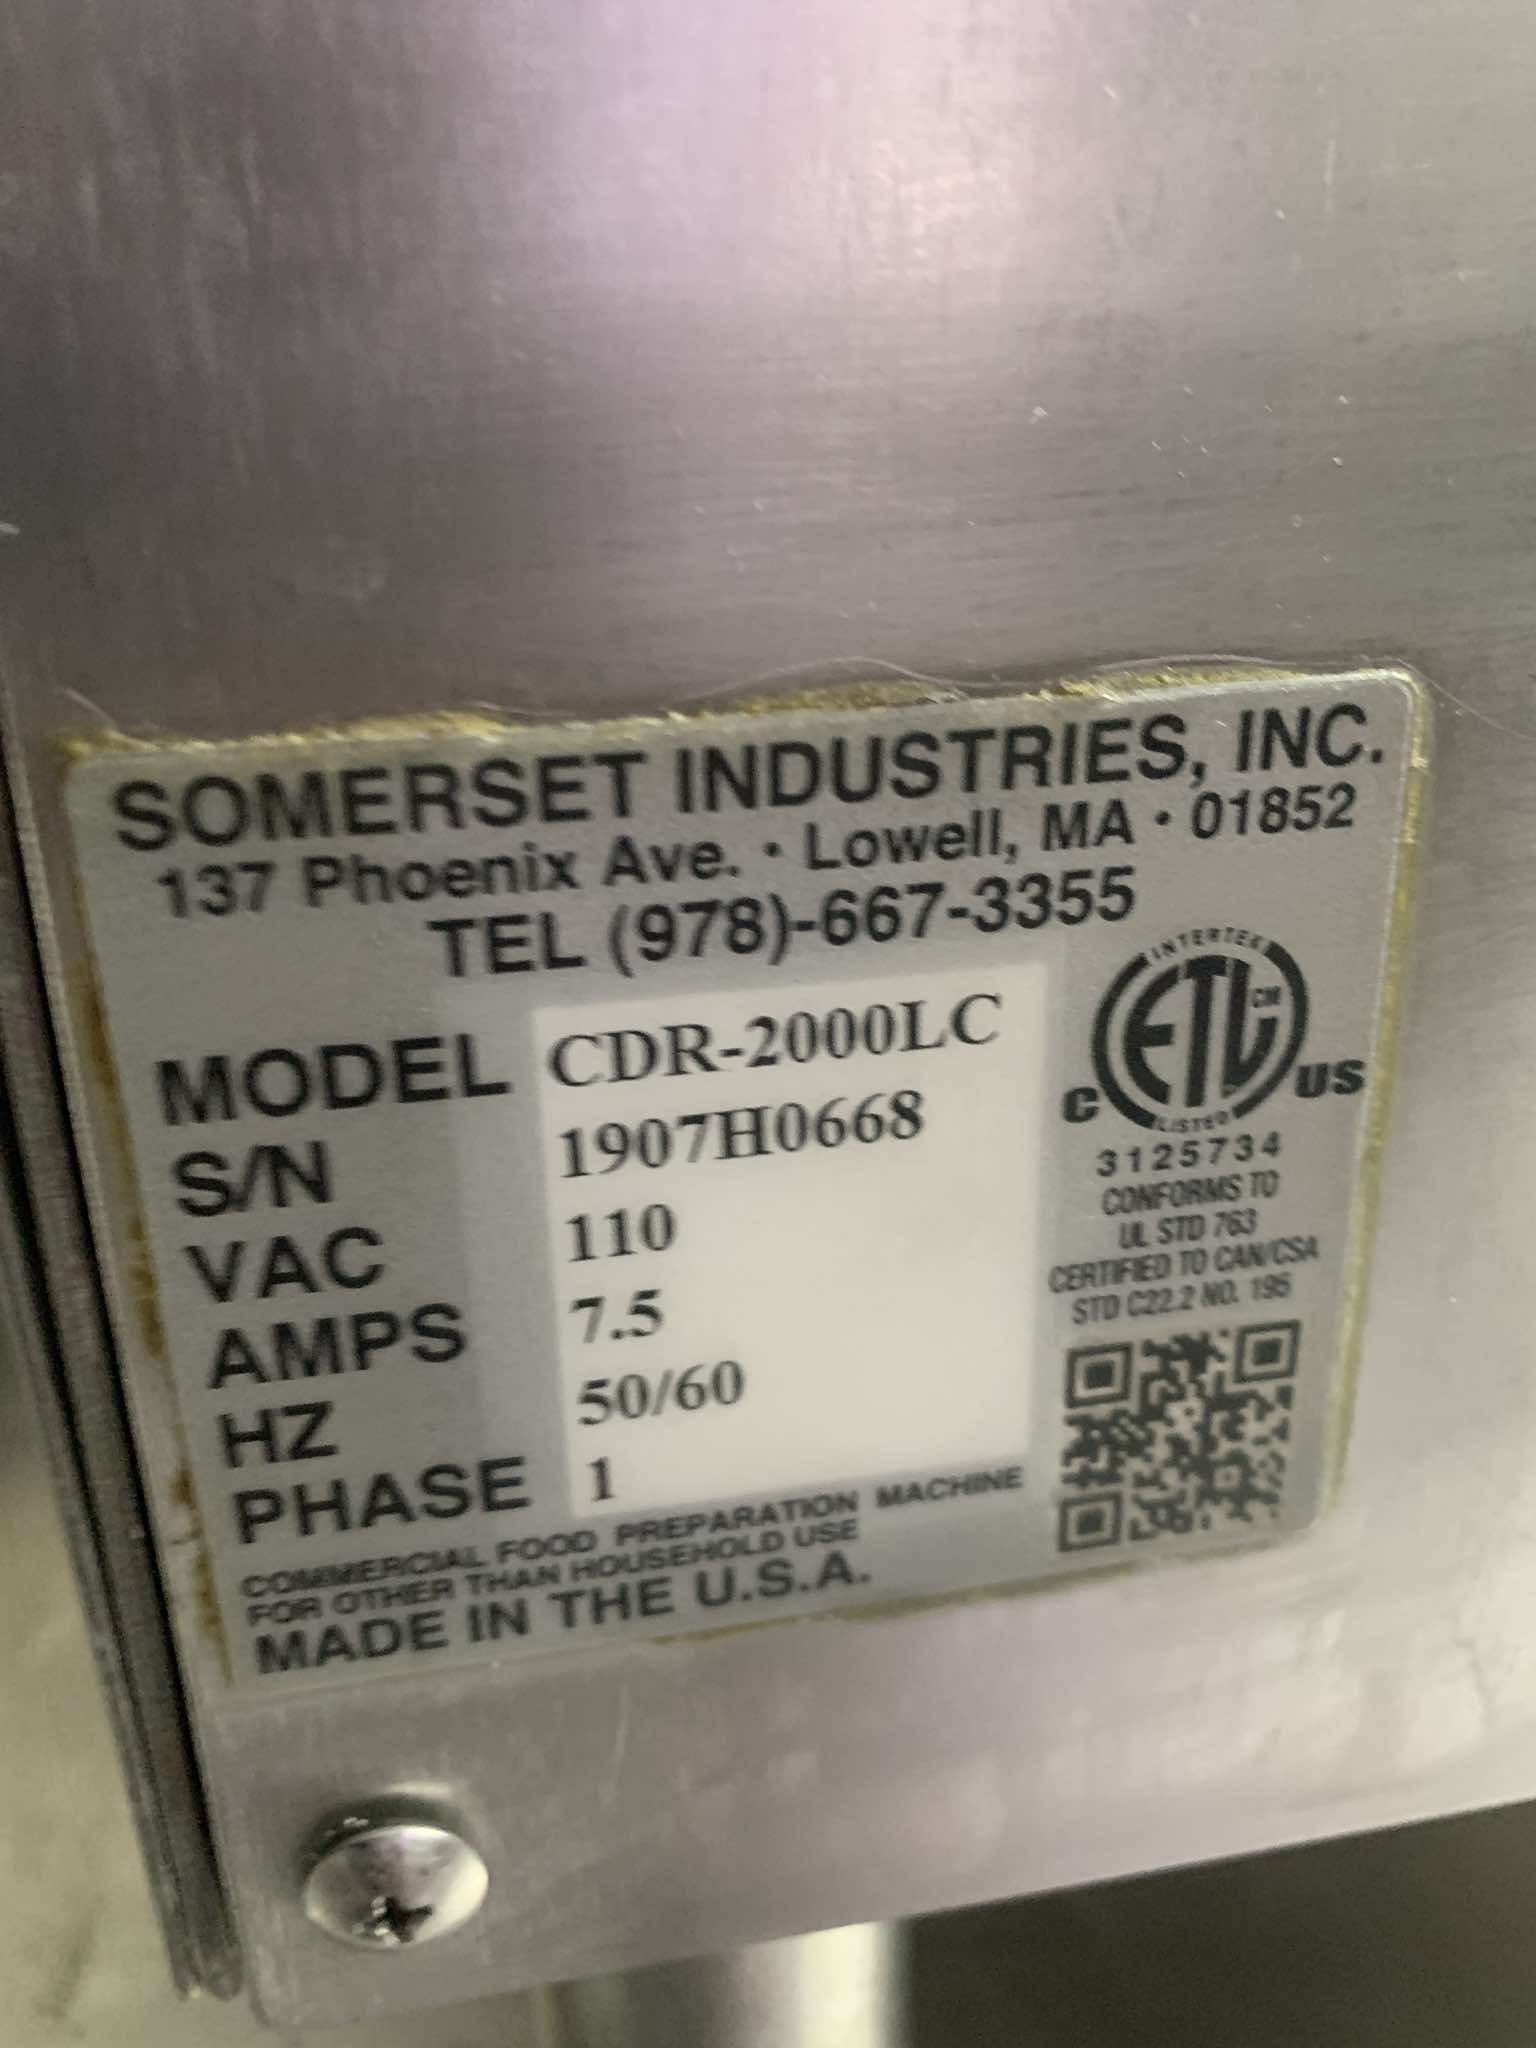 SOMERSET INDUSTRIES, INC.
137 Phoenix Ave. • Lowell, MA • 01852
TEL (978)-667-3355
MODEL CDR-2000LC
S/N 1907H0668
VAC 110
AMPS 7.5
HZ 50/60
PHASE 1
COMMERCIAL FOOD PREPARATION MACHINE
FOR OTHER THAN HOUSEHOLD USE
MADE IN THE U.S.A.
INTERTEK
ETL CM
C US
LISTED
3125734
CONFORMS TO
UL STD 763
CERTIFIED TO CAN/CSA
STD C22.2 NO. 195